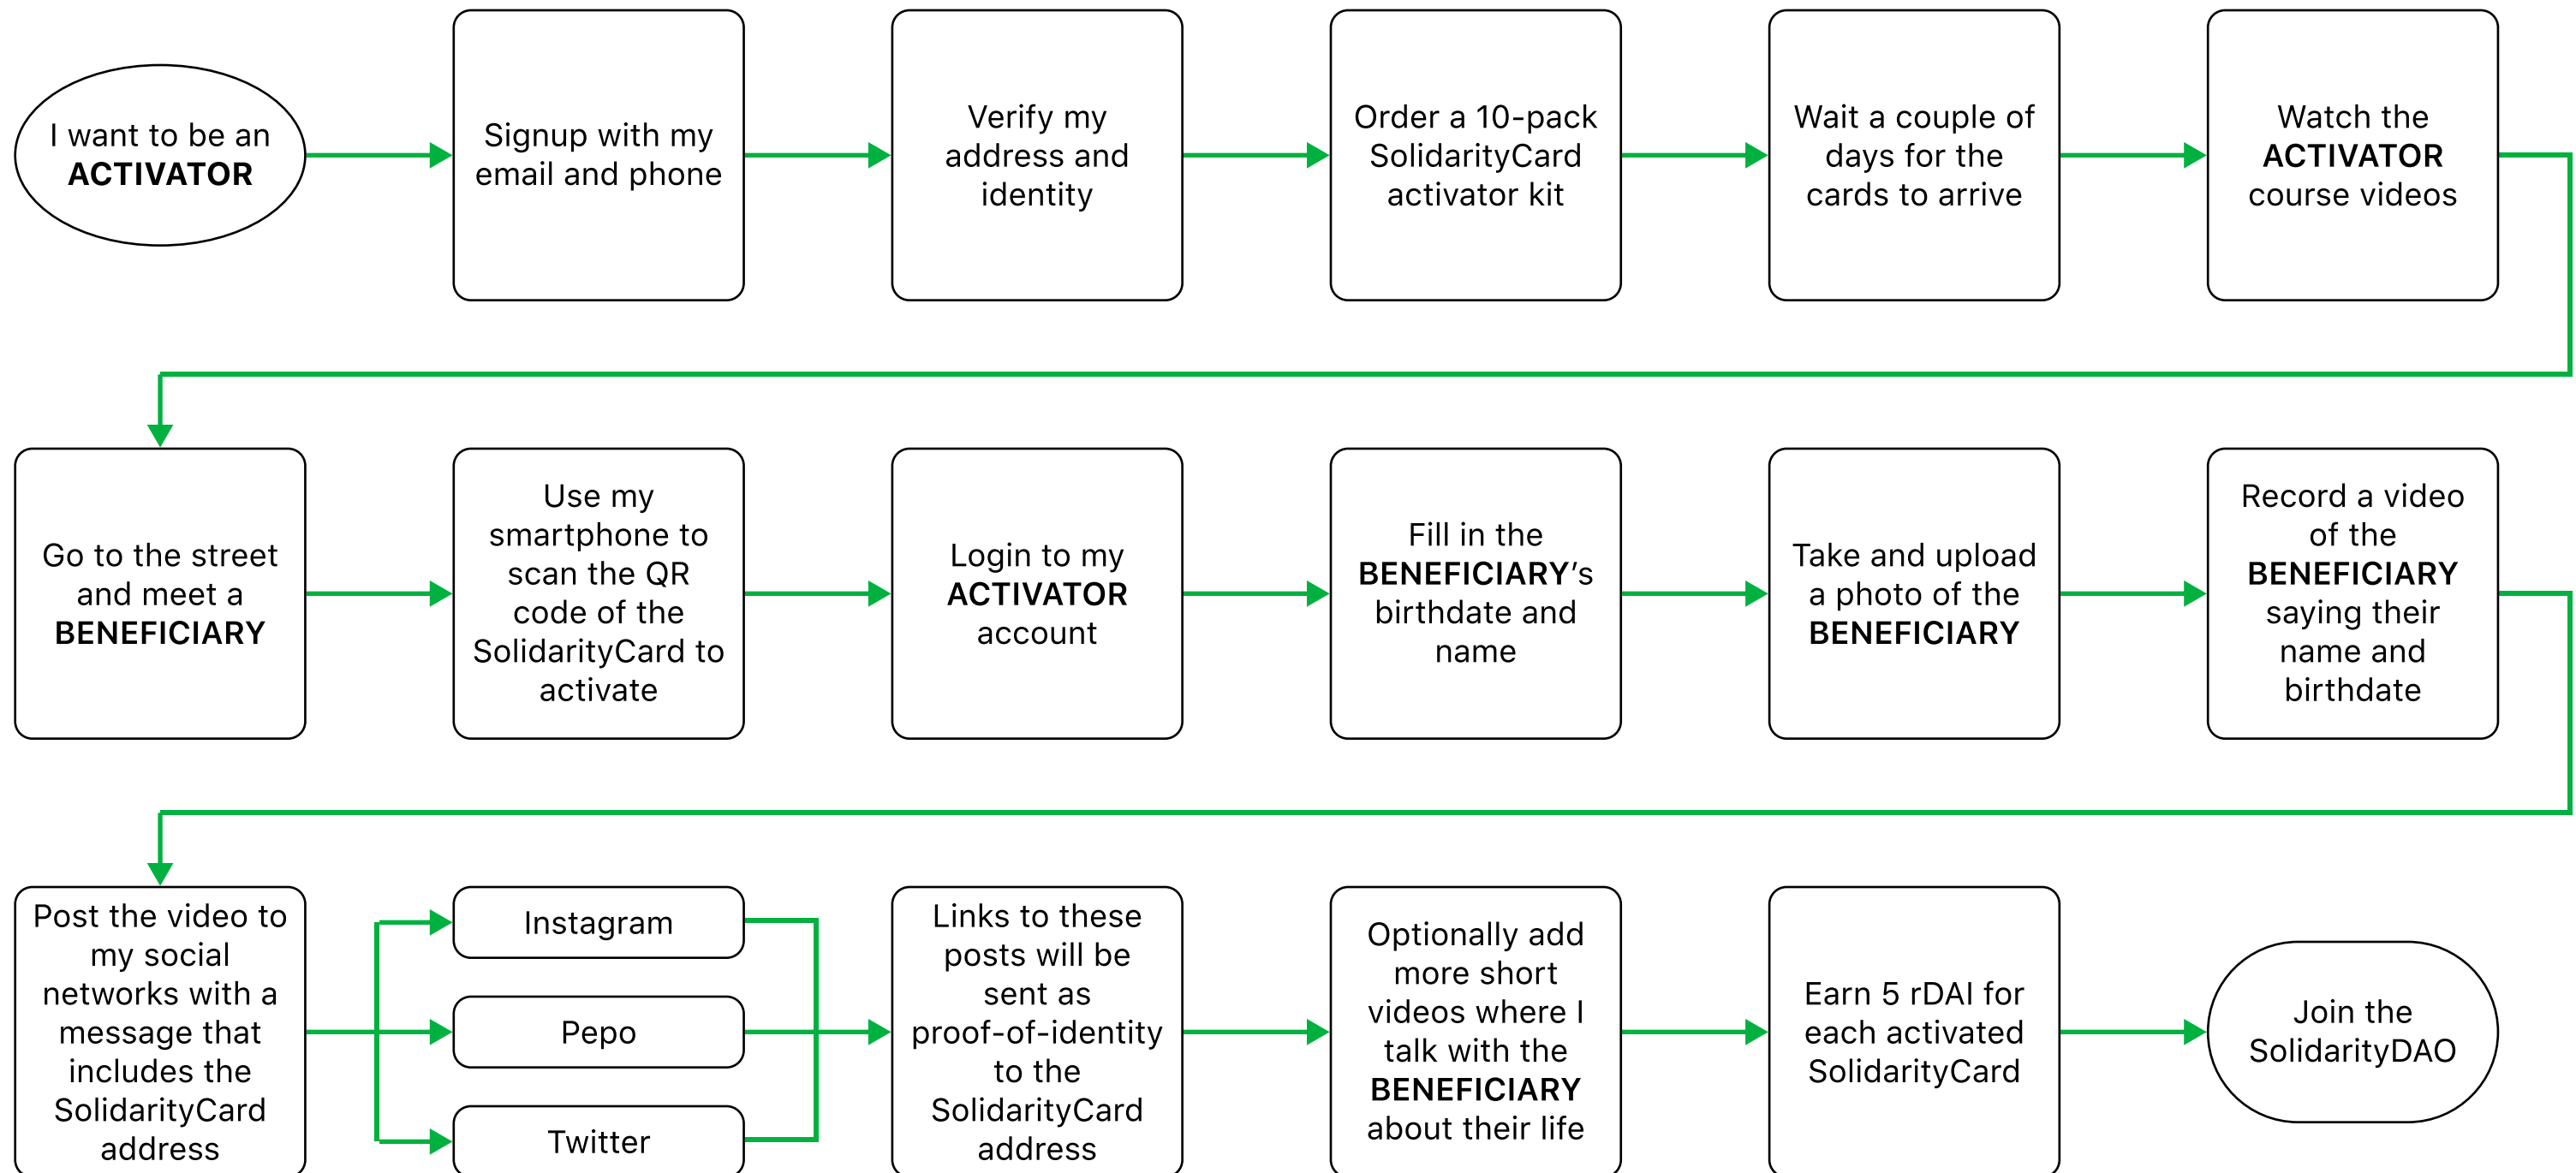 I want to be an
ACTIVATOR
Signup with my
email and phone
Verify my
address and
identity
Order a 10-pack
SolidarityCard
activator kit
Wait a couple of
days for the
cards to arrive
Watch the
ACTIVATOR
course videos
Go to the street
and meet a
BENEFICIARY
Use my
smartphone to
scan the QR
code of the
SolidarityCard to
activate
Login to my
ACTIVATOR
account
Fill in the
BENEFICIARY’s
birthdate and
name
Take and upload
a photo of the
BENEFICIARY
Record a video
of the
BENEFICIARY
saying their
name and
birthdate
Post the video to
my social
networks with a
message that
includes the
SolidarityCard
address
Instagram
Pepo
Twitter
Links to these
posts will be
sent as
proof-of-identity
to the
SolidarityCard
address
Optionally add
more short
videos where I
talk with the
BENEFICIARY
about their life
Earn 5 rDAI for
each activated
SolidarityCard
Join the
SolidarityDAO